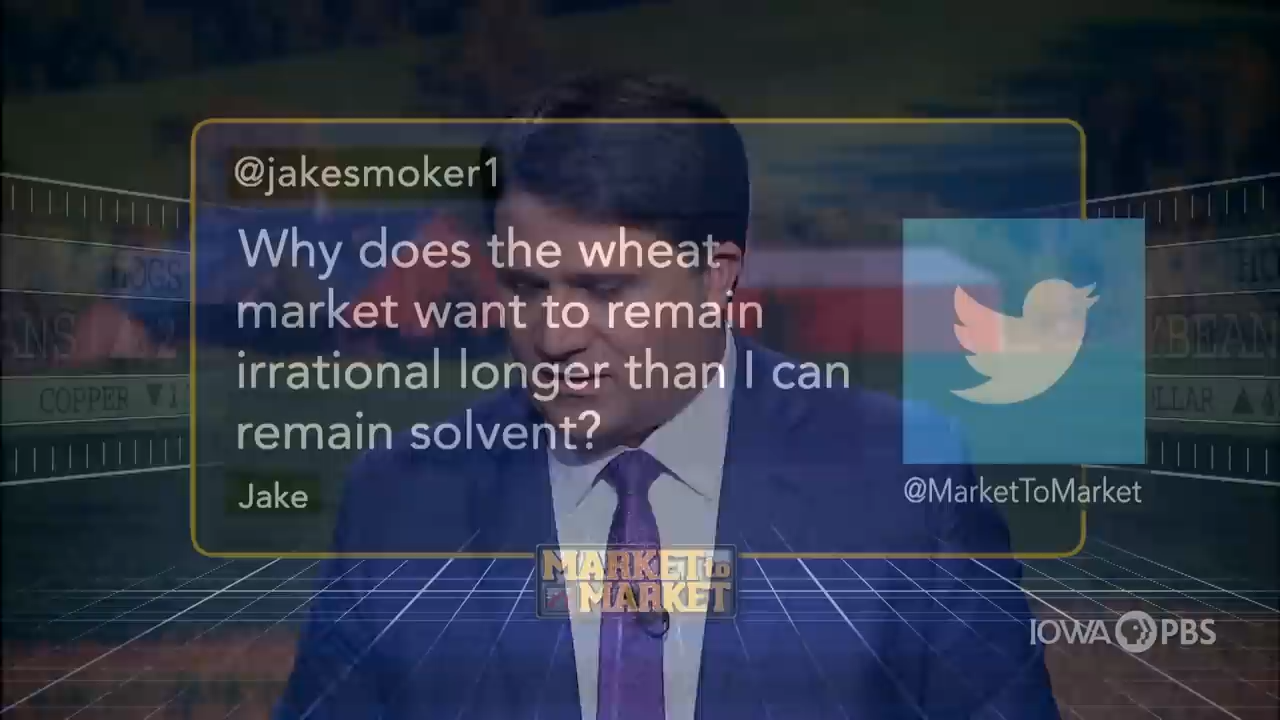 @jakesmoker1
Why does the wheat
market want to remain
irrational longer than I can
remain solvent?
Jake
@MarketToMarket
MARKET to
MARKET
IOWA PBS
COPPER ▼